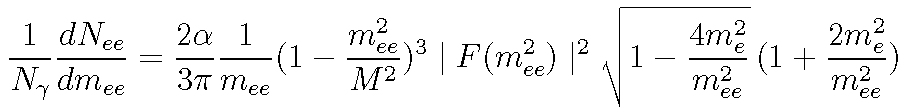 \frac{1}{N_{\gamma}} \frac{dN_{ee}}{dm_{ee}} = \frac{2\alpha}{3\pi} \frac{1}{m_{ee}} (1 - \frac{m_{ee}^2}{M^2})^3 \mid F(m_{ee}^2) \mid^2 \sqrt{1 - \frac{4m_e^2}{m_{ee}^2}} (1 + \frac{2m_e^2}{m_{ee}^2})